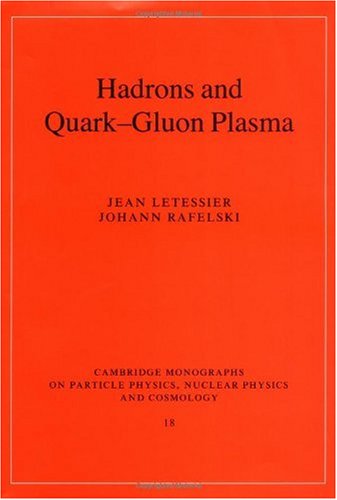 Hadrons and
Quark–Gluon Plasma
JEAN LETESSIER
JOHANN RAFELSKI
CAMBRIDGE MONOGRAPHS
ON PARTICLE PHYSICS, NUCLEAR PHYSICS
AND COSMOLOGY
18